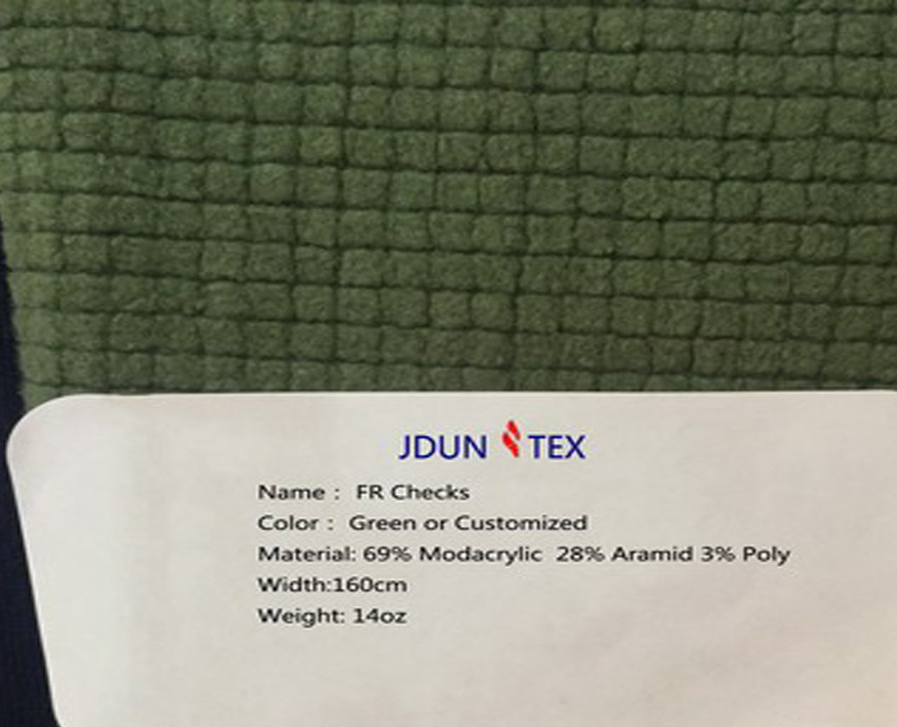 JDUN TEX
Name : FR Checks
Color : Green or Customized
Material: 69% Modacrylic 28% Aramid 3% Poly
Width:160cm
Weight: 14oz